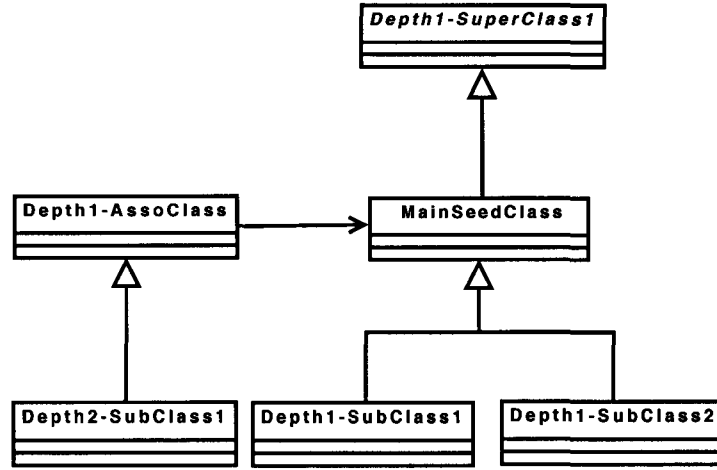 Depth1-SuperClass1
Depth1-AssoClass
MainSeedClass
Depth2-SubClass1
Depth1-SubClass1
Depth1-SubClass2